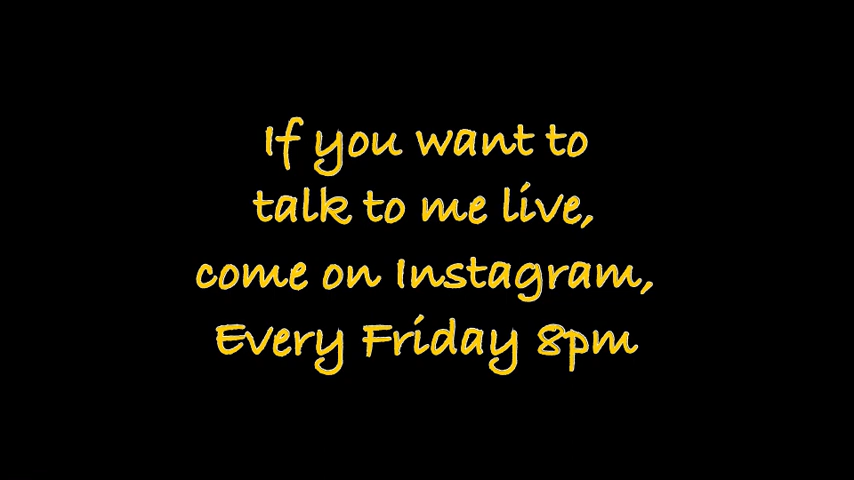 If you want to
talk to me live,
come on Instagram,
Every Friday 8pm